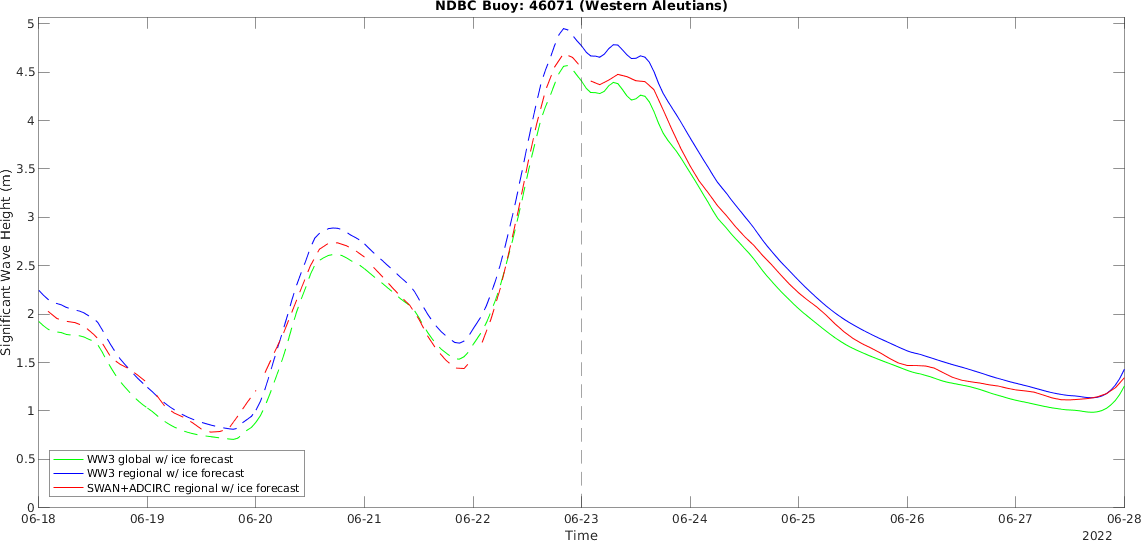 NDBC Buoy: 46071 (Western Aleutians)
5
4.5
4
3.5
3
2.5
2
1.5
1
0.5
0
Significant Wave Height (m)
WW3 global w/ ice forecast
WW3 regional w/ ice forecast
SWAN+ADCIRC regional w/ ice forecast
06-18 06-19 06-20 06-21 06-22 06-23 06-24 06-25 06-26 06-27 06-28
Time
2022